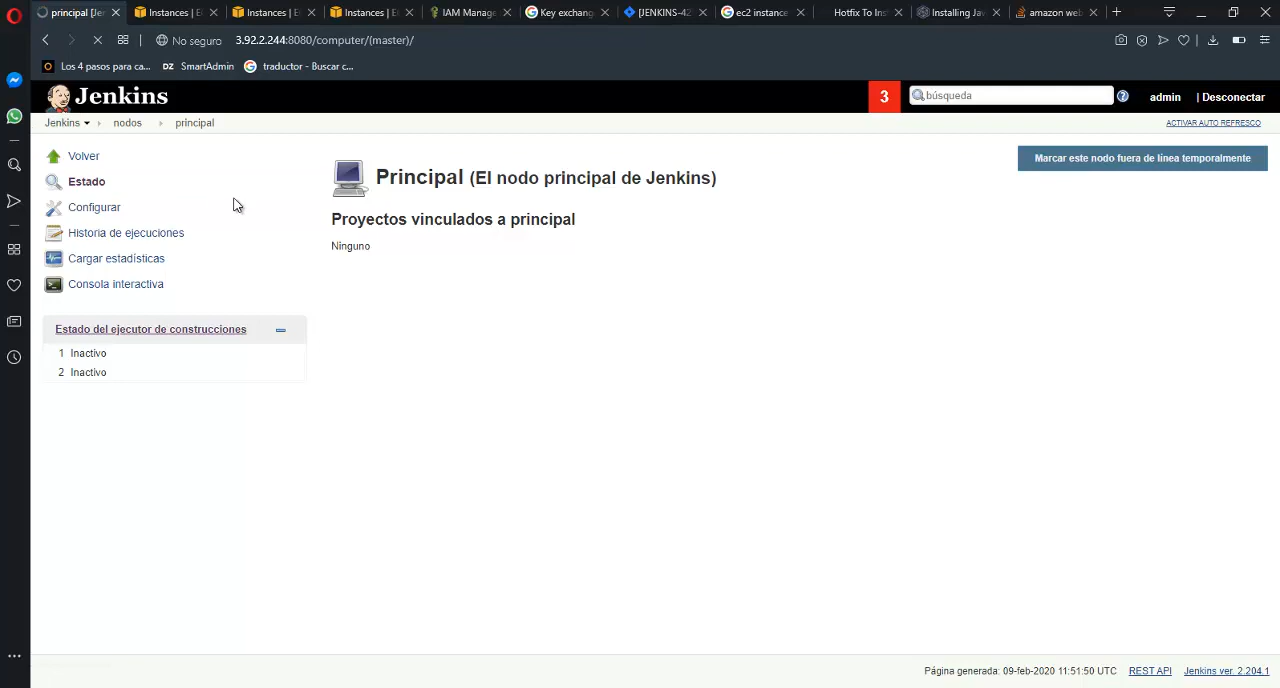 principal [Jen
Instances | E
Instances | E
Instances | E
IAM Manage
Key exchang
[JENKINS-42
ec2 instance
Hotfix To Ins
Installing Jav
amazon web
No seguro
3.92.2.244:8080/computer/(master)/
Los 4 pasos para ca...
DZ SmartAdmin
traductor - Buscar c...
Jenkins
3
búsqueda
admin
| Desconectar
Jenkins
nodos
principal
ACTIVAR AUTO REFRESCO
Volver
Estado
Configurar
Historia de ejecuciones
Cargar estadísticas
Consola interactiva
Estado del ejecutor de construcciones
1 Inactivo
2 Inactivo
Marcar este nodo fuera de línea temporalmente
Principal (El nodo principal de Jenkins)
Proyectos vinculados a principal
Ninguno
Página generada: 09-feb-2020 11:51:50 UTC
REST API
Jenkins ver. 2.204.1